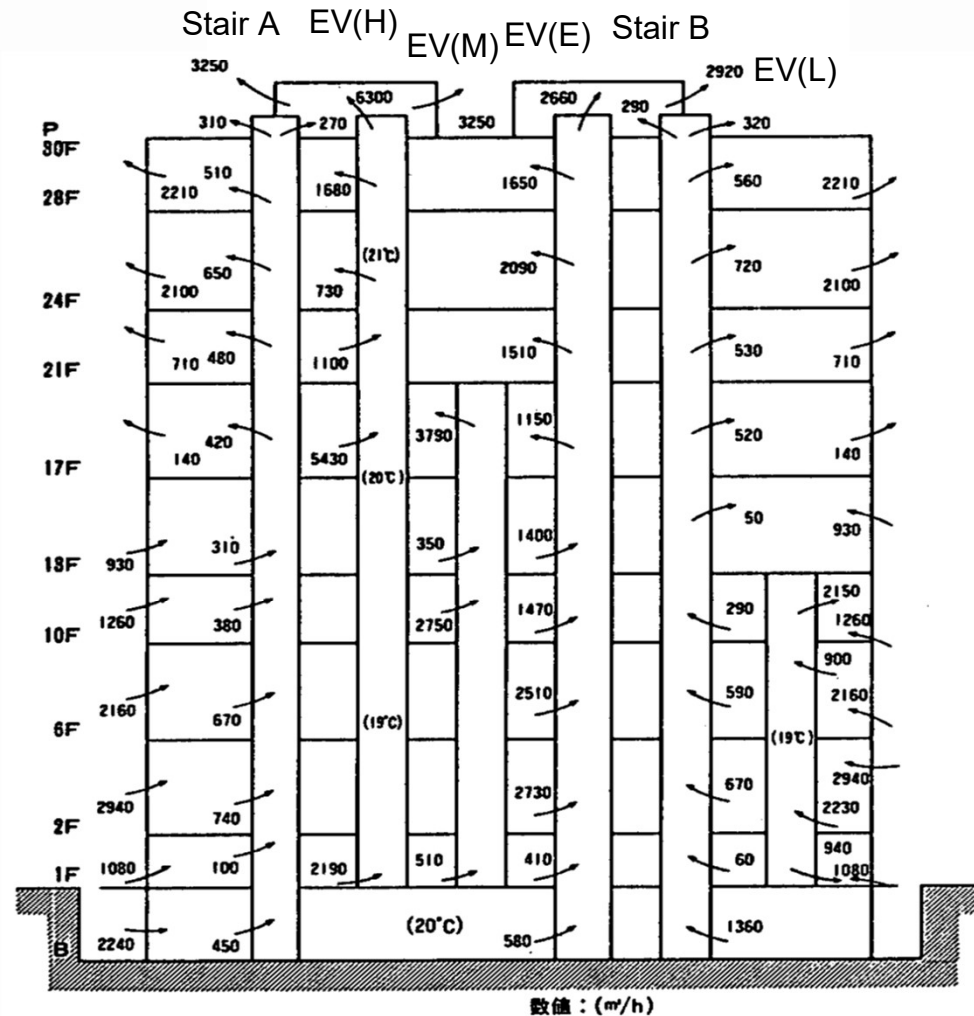 Stair A EV(H) EV(M) EV(E) Stair B
EV(L)
3250 6300 3250 2660 290 2920
310 270 320
P
30F
510 2210 1680 1650 560 2210
28F
(21℃)
650 2100 730 2090 720 2100
24F
710 480 1100 1510 530 710
21F
420 140 5430 3790 1150 520 140
17F
(20℃)
930 310 350 1400 50 930
13F
1260 380 2750 1470 290 2150 1260
10F
2160 670 2510 590 900 2160
6F
(19℃) (19℃)
2940 740 2730 670 2940 2230
2F
1080 100 2190 510 410 60 940 1080
1F
(20°C)
2240 450 580 1360
B
数値：(m³/h)